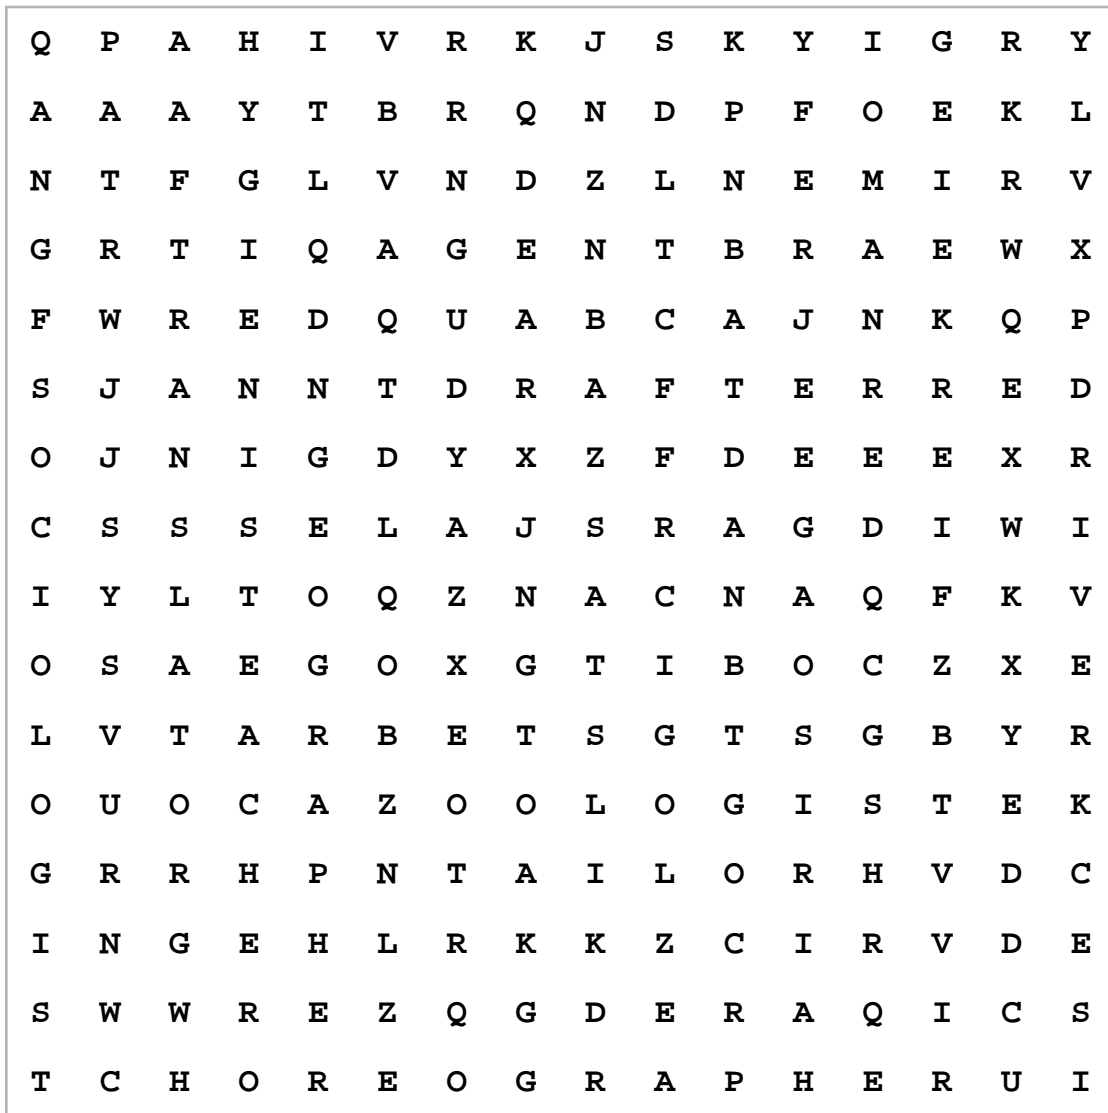 Q P A H I V R K J S K Y I G R Y
A A A Y T B R Q N D P F O E K L
N T F G L V N D Z L N E M I R V
G R T I Q A G E N T B R A E W X
F W R E D Q U A B C A J N K Q P
S J A N N T D R A F T E R R E D
O J N I G D Y X Z F D E E E X R
C S S S E L A J S R A G D I W I
I Y L T O Q Z N A C N A Q F K V
O S A E G O X G T I B O C Z X E
L V T A R B E T S G T S G B Y R
O U O C A Z O O L O G I S T E K
G R R H P N T A I L O R H V D C
I N G E H L R K K Z C I R V D E
S W W R E Z Q G D E R A Q I C S
T C H O R E O G R A P H E R U I